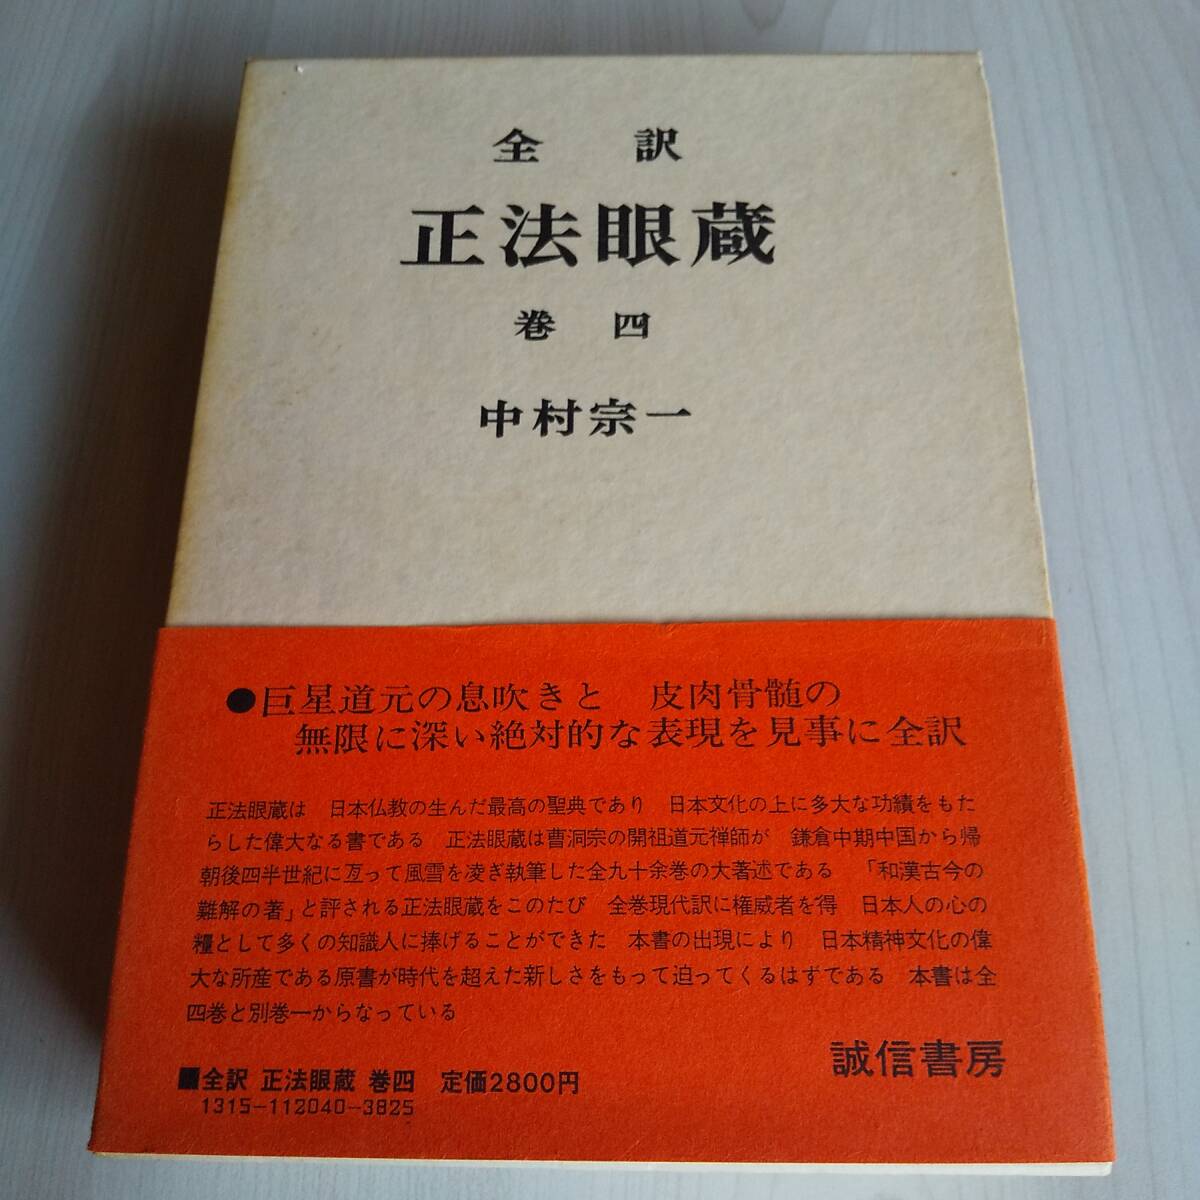 全訳
正法眼蔵
巻四
中村宗一
●巨星道元の息吹きと　皮肉骨髄の
無限に深い絶対的な表現を見事に全訳
正法眼蔵は　日本仏教の生んだ最高の聖典であり　日本文化の上に多大な功績をもた
らした偉大なる書である　正法眼蔵は曹洞宗の開祖道元禅師が　鎌倉中期中国から帰
朝後四半世紀に亙って風雪を凌ぎ執筆した全九十余巻の大著述である　「和漢古今の
難解の著」と評される正法眼蔵をこのたび　全巻現代訳に権威者を得　日本人の心の
糧として多くの知識人に捧げることができた　本書の出現により　日本精神文化の偉
大な所産である原書が時代を超えた新しさをもって迫ってくるはずである　本書は全
四巻と別巻一からなっている
誠信書房
■全訳 正法眼蔵 巻四　定価2800円
1315-112040-3825